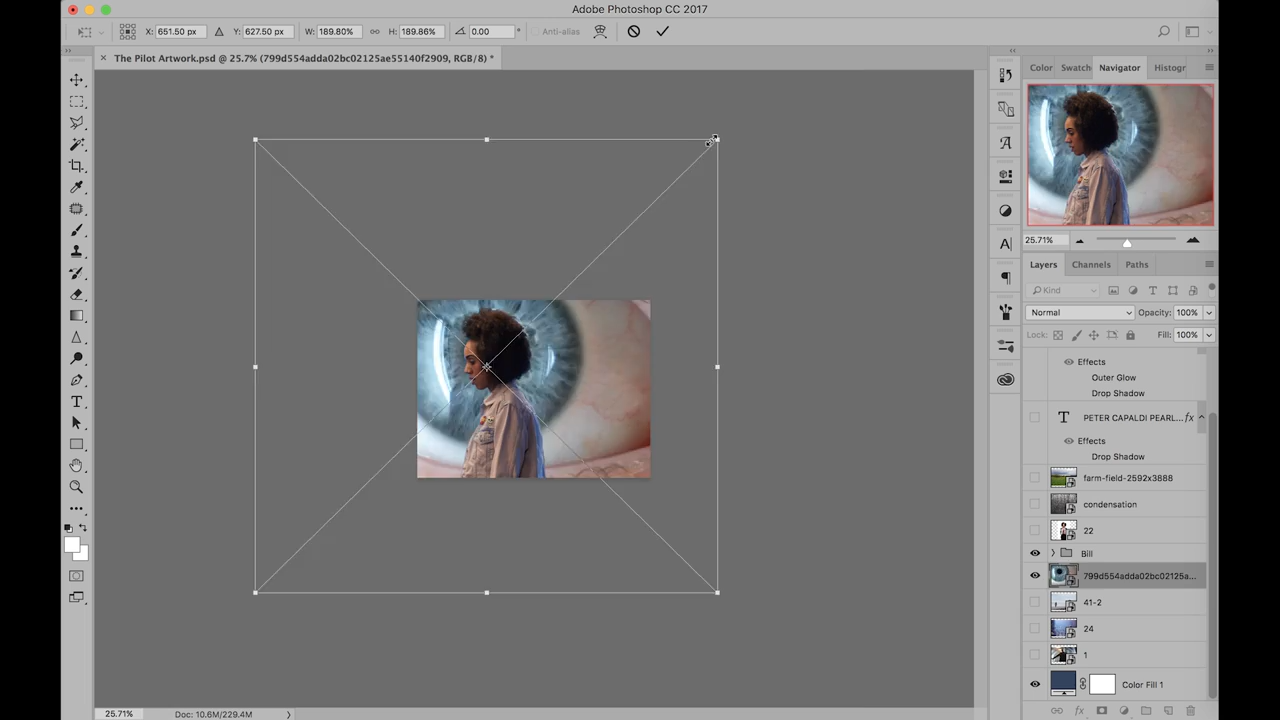 Adobe Photoshop CC 2017
X: 651.50 px Y: 627.50 px W: 189.80% H: 189.86% 0.00 ° Anti-alias
The Pilot Artwork.psd @ 25.7% (799d554adda02bc02125ae55140f2909, RGB/8) *
Color Swatch Navigator Histogr
25.71%
Layers Channels Paths
Kind
Normal Opacity: 100%
Lock: Fill: 100%
Effects
Outer Glow
Drop Shadow
T PETER CAPALDI PEARL... fx
Effects
Drop Shadow
farm-field-2592x3888
condensation
22
Bill
799d554adda02bc02125a...
41-2
24
1
Color Fill 1
25.71% Doc: 10.6M/229.4M